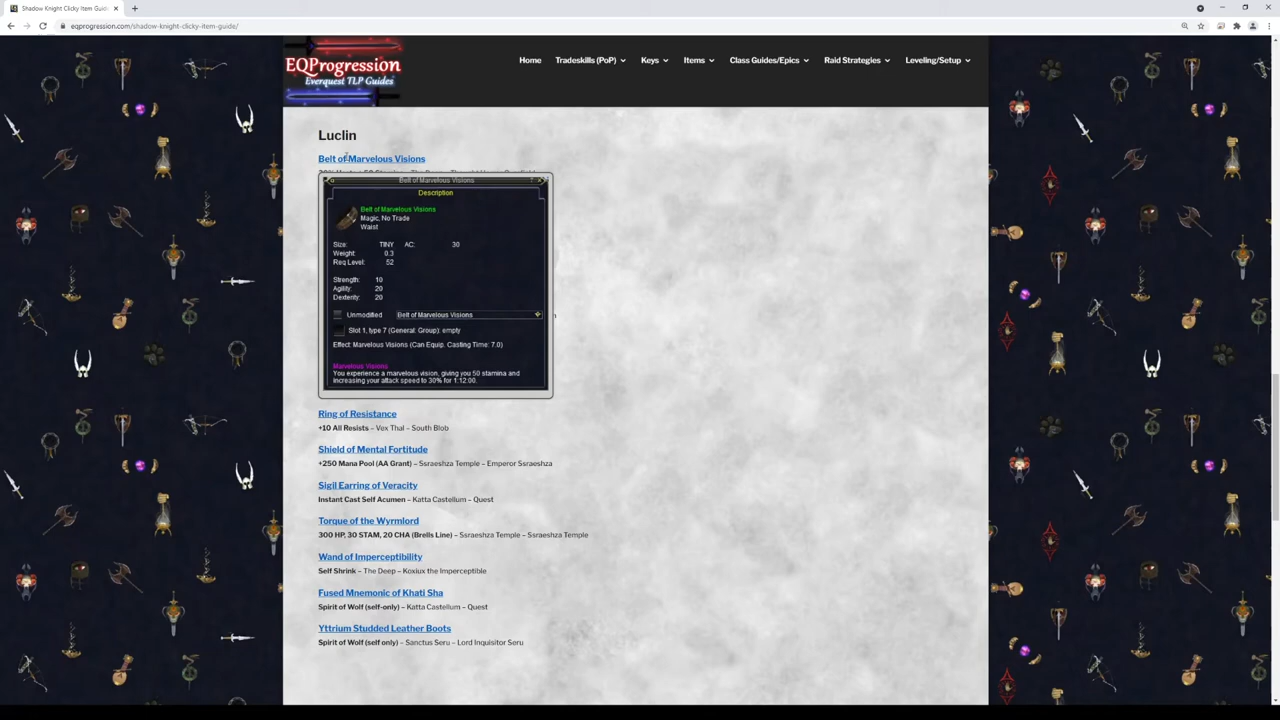 Shadow Knight Clicky Item Guide
eqprogression.com/shadow-knight-clicky-item-guide/
EQProgression
Everquest TLP Guides
Home Tradeskills (PoP) Keys Items Class Guides/Epics Raid Strategies Leveling/Setup
Luclin
Belt of Marvelous Visions
Belt of Marvelous Visions
Description
Belt of Marvelous Visions
Magic, No Trade
Waist
Size: TINY AC: 30
Weight: 0.3
Req Level: 52
Strength: 10
Agility: 20
Dexterity: 20
Unmodified Belt of Marvelous Visions
Slot 1, type 7 (General: Group): empty
Effect: Marvelous Visions (Can Equip. Casting Time: 7.0)
Marvelous Visions
You experience a marvelous vision, giving you 50 stamina and
increasing your attack speed to 30% for 1:12:00.
Ring of Resistance
+10 All Resists – Vex Thal – South Blob
Shield of Mental Fortitude
+250 Mana Pool (AA Grant) – Ssraeshza Temple – Emperor Ssraeshza
Sigil Earring of Veracity
Instant Cast Self Acumen – Katta Castellum – Quest
Torque of the Wyrmlord
300 HP, 30 STAM, 20 CHA (Brells Line) – Ssraeshza Temple – Ssraeshza Temple
Wand of Imperceptibility
Self Shrink – The Deep – Koxiux the Imperceptible
Fused Mnemonic of Khati Sha
Spirit of Wolf (self-only) – Katta Castellum – Quest
Yttrium Studded Leather Boots
Spirit of Wolf (self only) – Sanctus Seru – Lord Inquisitor Seru